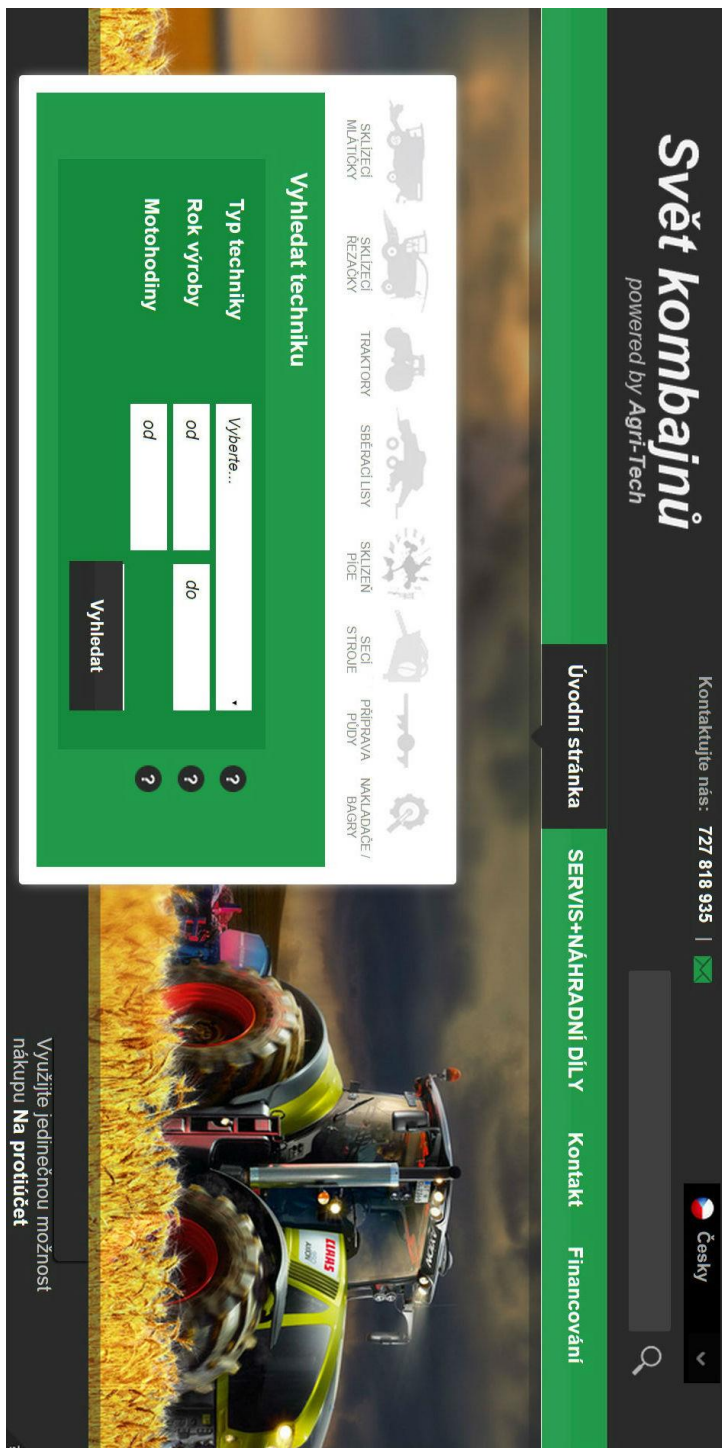 Svět kombajnů
powered by Agri-Tech
Kontaktujte nás: 727 818 935 |
Česky
Úvodní stránka
SERVIS+NÁHRADNÍ DÍLY
Kontakt
Financování
SKLÍZECÍ
MLÁTIČKY
SKLÍZECÍ
ŘEZAČKY
TRAKTORY
SBĚRACÍ LISY
SKLIZEŇ
PÍCE
SECÍ
STROJE
PŘÍPRAVA
PŮDY
NAKLADAČE /
BAGRY
Vyhledat techniku
Typ techniky
Vyberte...
?
Rok výroby
od
do
?
Motohodiny
od
?
Vyhledat
CLAAS
AXION
Využijte jedinečnou možnost
nákupu Na protiúčet